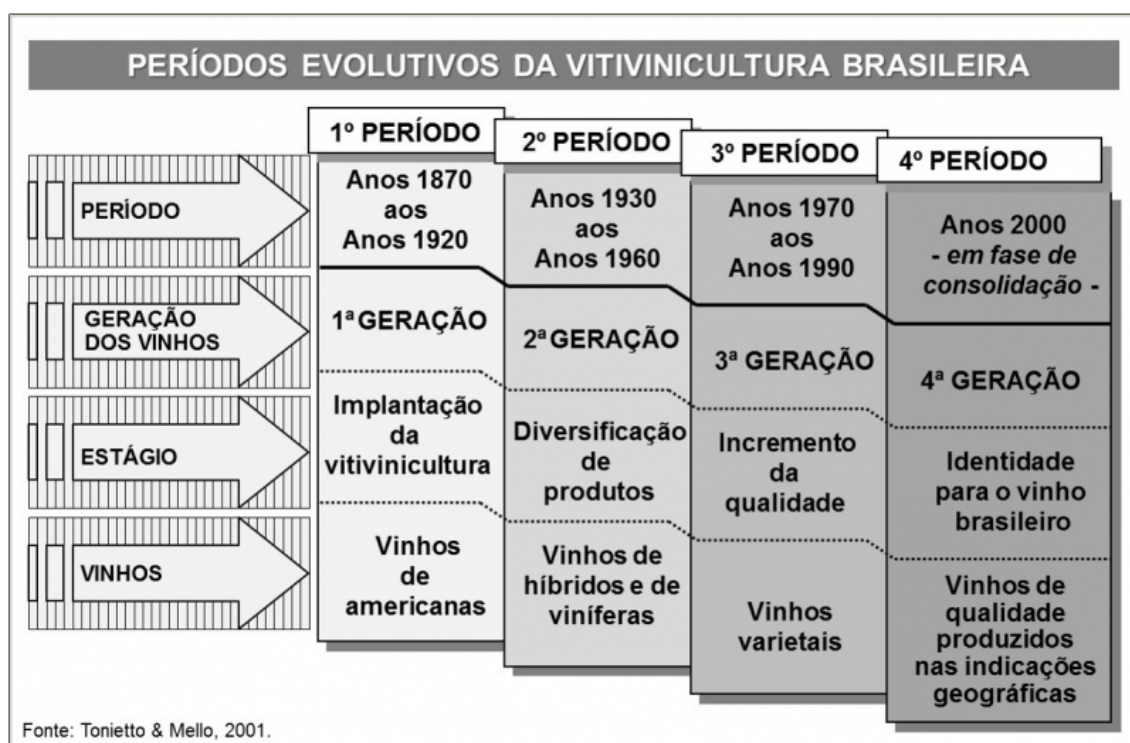 PERÍODOS EVOLUTIVOS DA VITIVINICULTURA BRASILEIRA
1º PERÍODO
2º PERÍODO
3º PERÍODO
4º PERÍODO
PERÍODO
Anos 1870
aos
Anos 1920
Anos 1930
aos
Anos 1960
Anos 1970
aos
Anos 1990
Anos 2000
- em fase de
consolidação -
GERAÇÃO
DOS VINHOS
1ª GERAÇÃO
2ª GERAÇÃO
3ª GERAÇÃO
4ª GERAÇÃO
ESTÁGIO
Implantação
da
vitivinicultura
Diversificação
de
produtos
Incremento
da
qualidade
Identidade
para o vinho
brasileiro
VINHOS
Vinhos
de
americanas
Vinhos de
híbridos e de
viníferas
Vinhos
varietais
Vinhos de
qualidade
produzidos
nas indicações
geográficas
Fonte: Tonietto & Mello, 2001.